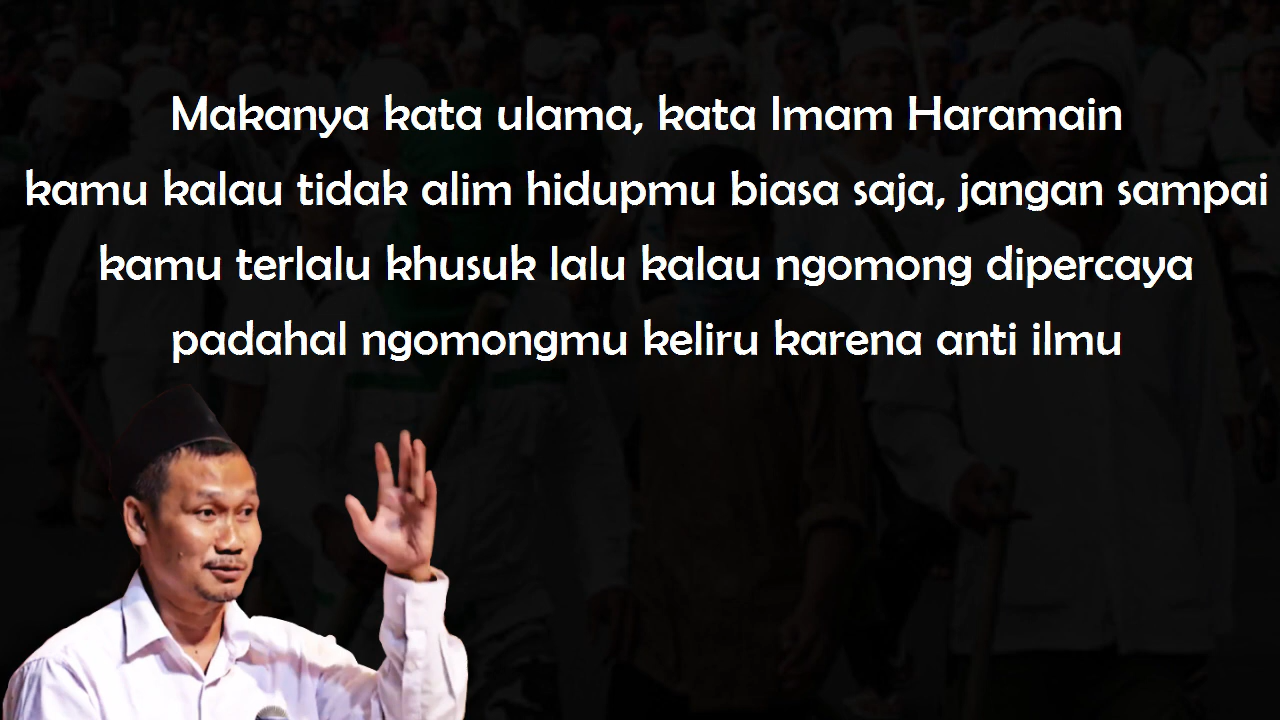 Makanya kata ulama, kata Imam Haramain
kamu kalau tidak alim hidupmu biasa saja, jangan sampai
kamu terlalu khusuk lalu kalau ngomong dipercaya
padahal ngomongmu keliru karena anti ilmu